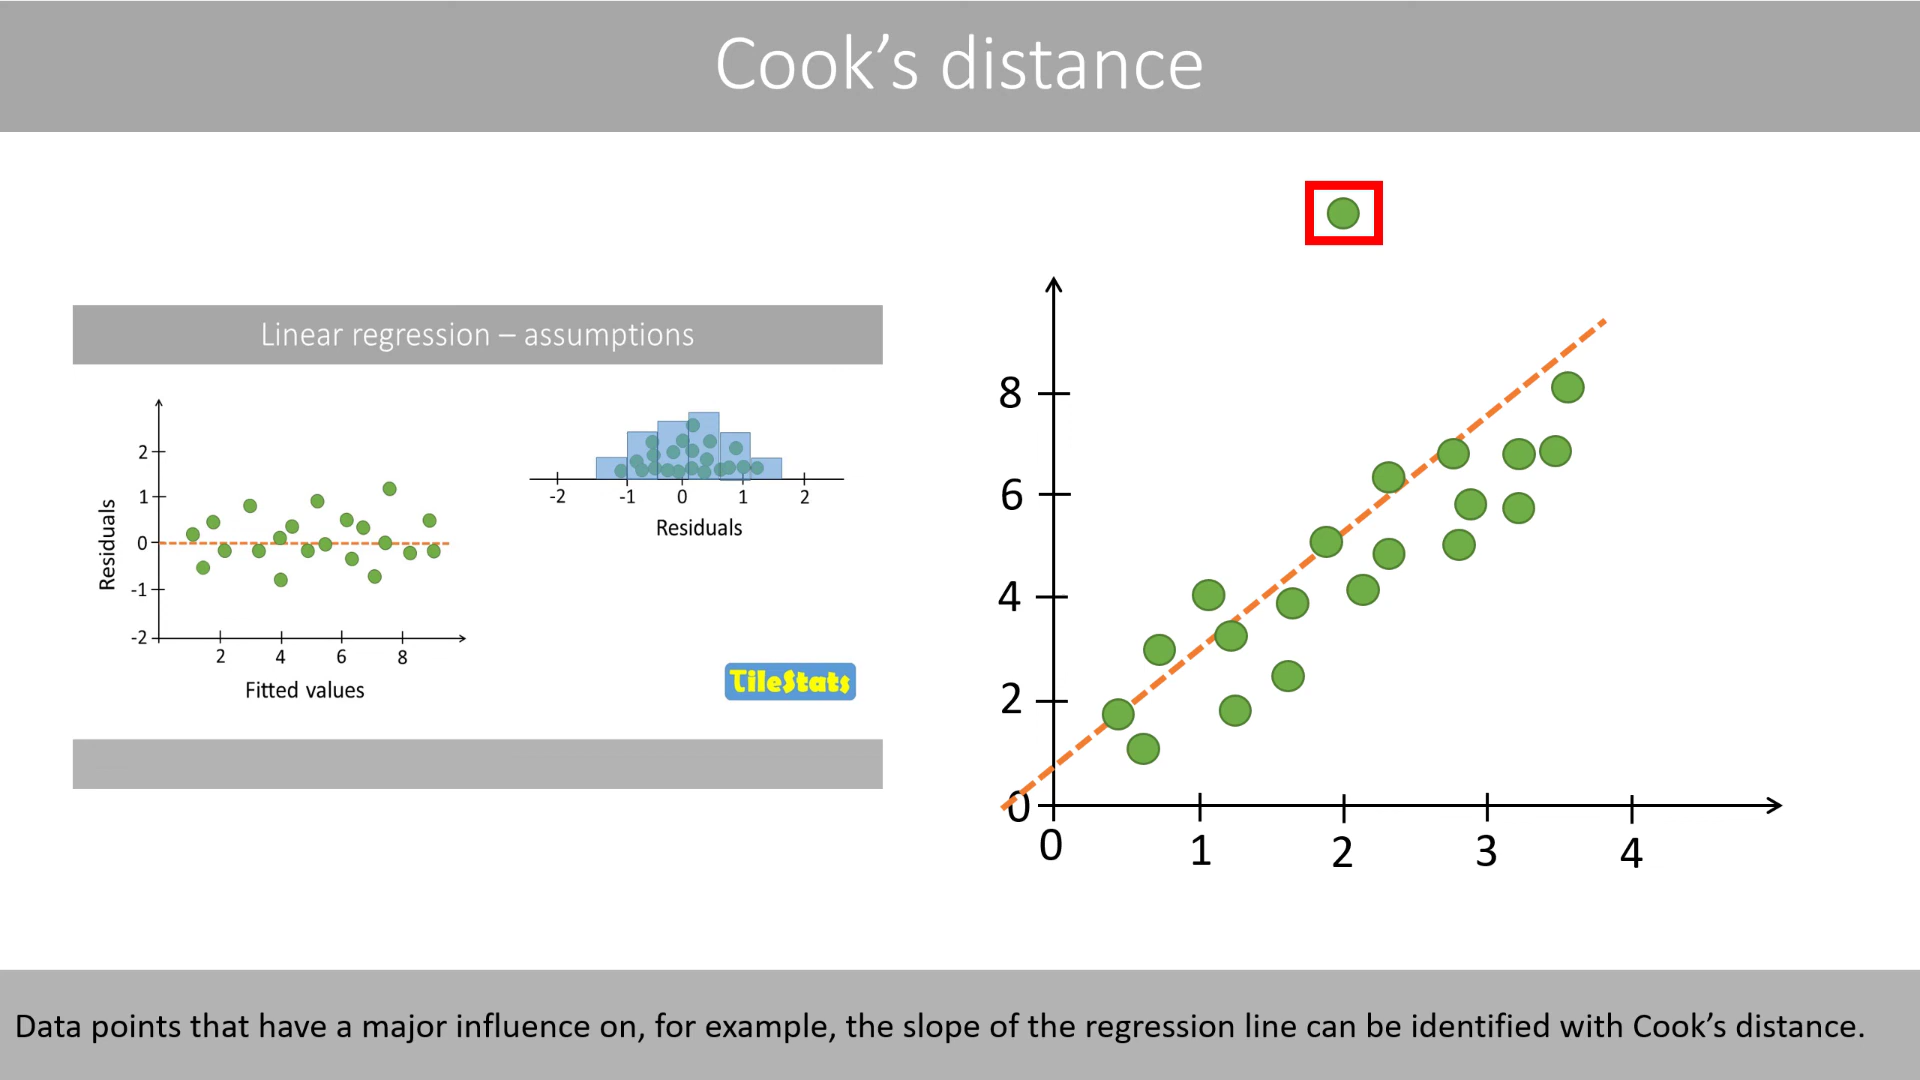 Cook’s distance
Linear regression – assumptions
2
1
0
-1
-2
Residuals
2 4 6 8
Fitted values
-2 -1 0 1 2
Residuals
TileStats
8
6
4
2
0
0 1 2 3 4
Data points that have a major influence on, for example, the slope of the regression line can be identified with Cook’s distance.